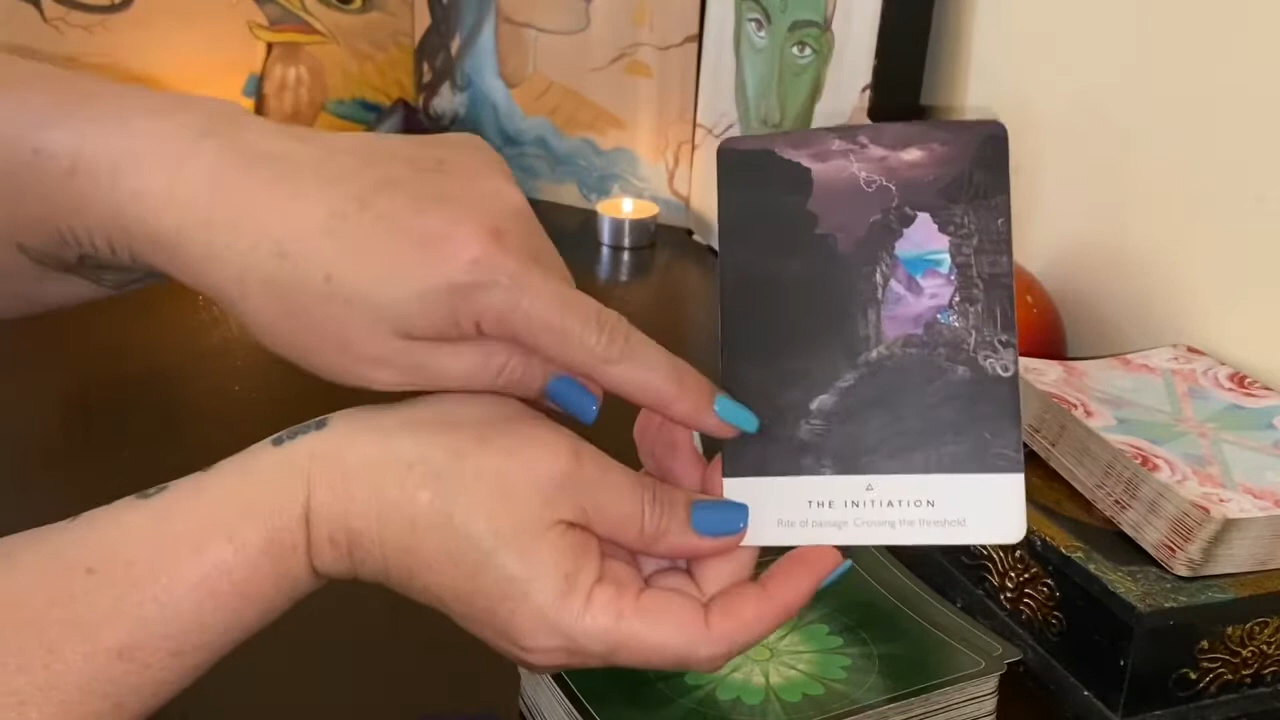 THE INITIATION
Rite of passage. Crossing the threshold.